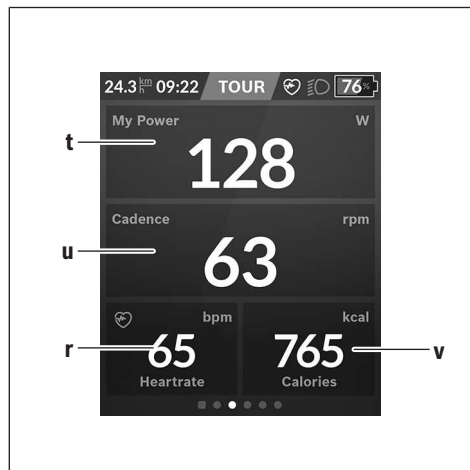 24.3 km/h 09:22 TOUR 76%
My Power W
t
128
Cadence rpm
u
63
bpm kcal
r 65 765 v
Heartrate Calories